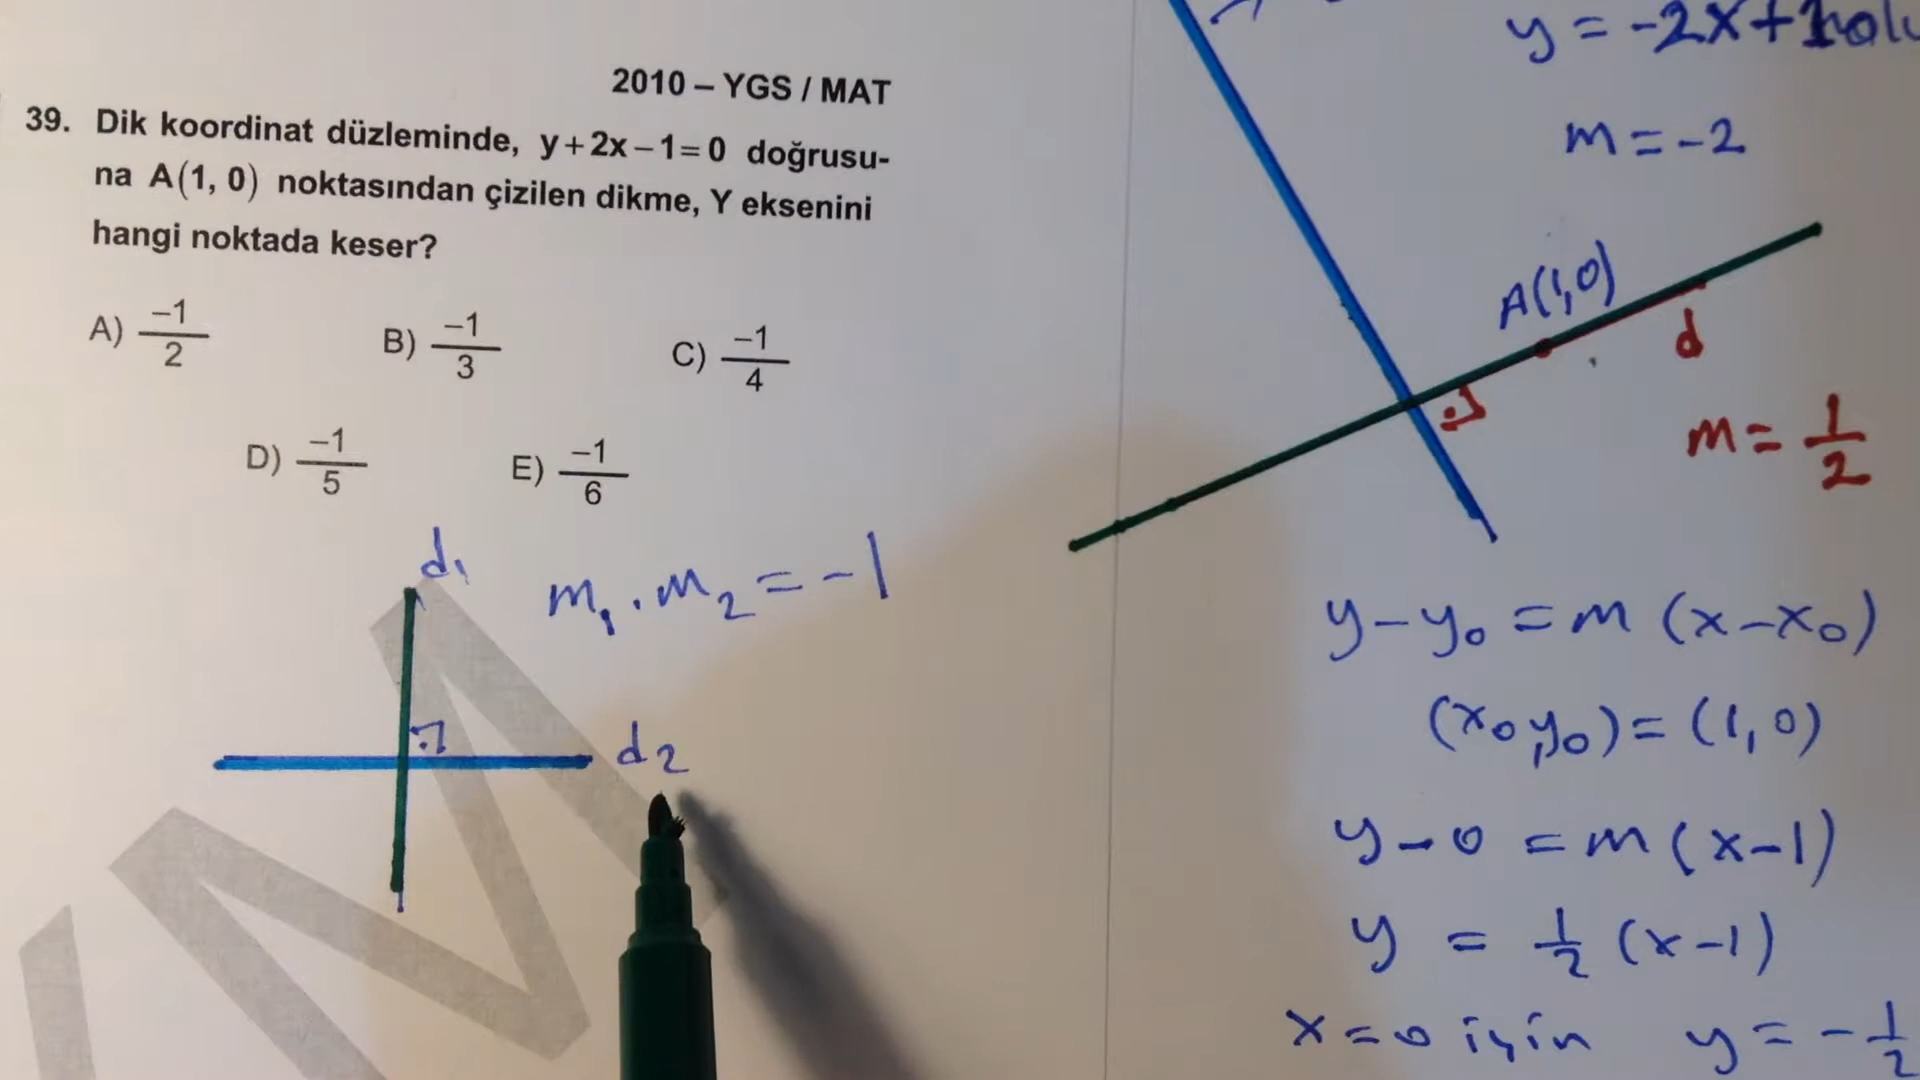 2010 – YGS / MAT
39. Dik koordinat düzleminde, y+2x–1=0 doğrusu-
na A(1, 0) noktasından çizilen dikme, Y eksenini
hangi noktada keser?
A) –1/2 B) –1/3 C) –1/4
D) –1/5 E) –1/6
d₁
m₁ . m₂ = -1
d₂
y = -2x+1
m = -2
A(1,0)
d
m = 1/2
y-y₀ = m (x-x₀)
(x₀,y₀) = (1,0)
y-0 = m (x-1)
y = 1/2 (x-1)
x=0 için y = -1/2